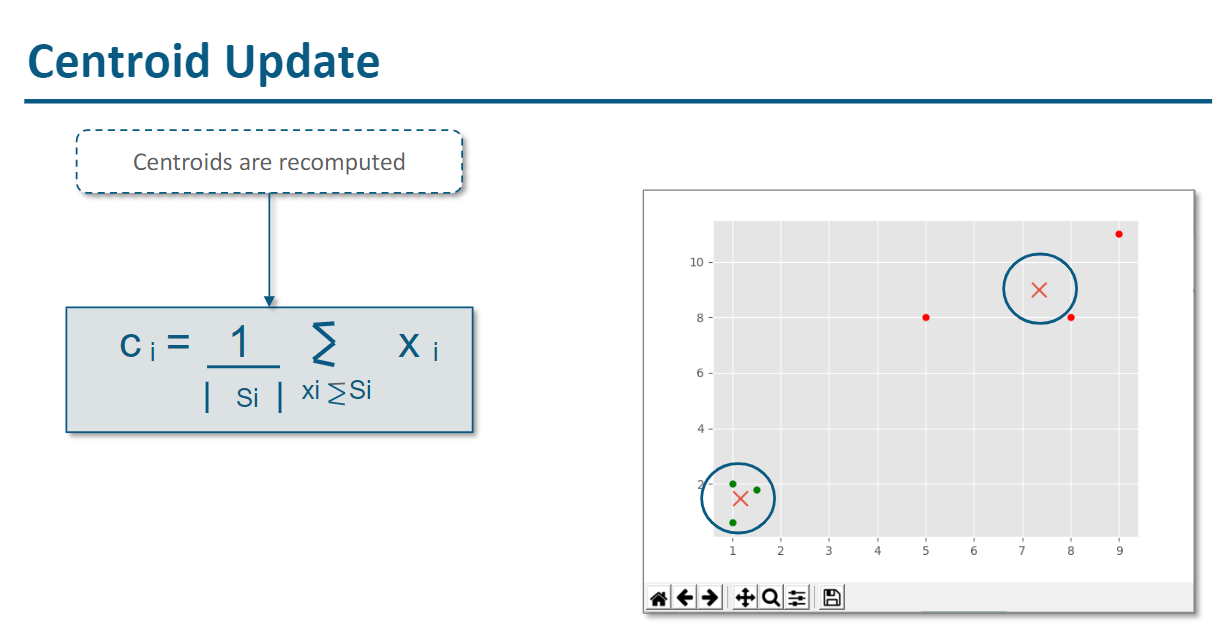 Centroid Update
Centroids are recomputed
c i = 1 ∑ x i
| Si | xi ∑ Si
10
8
6
4
2
1 2 3 4 5 6 7 8 9